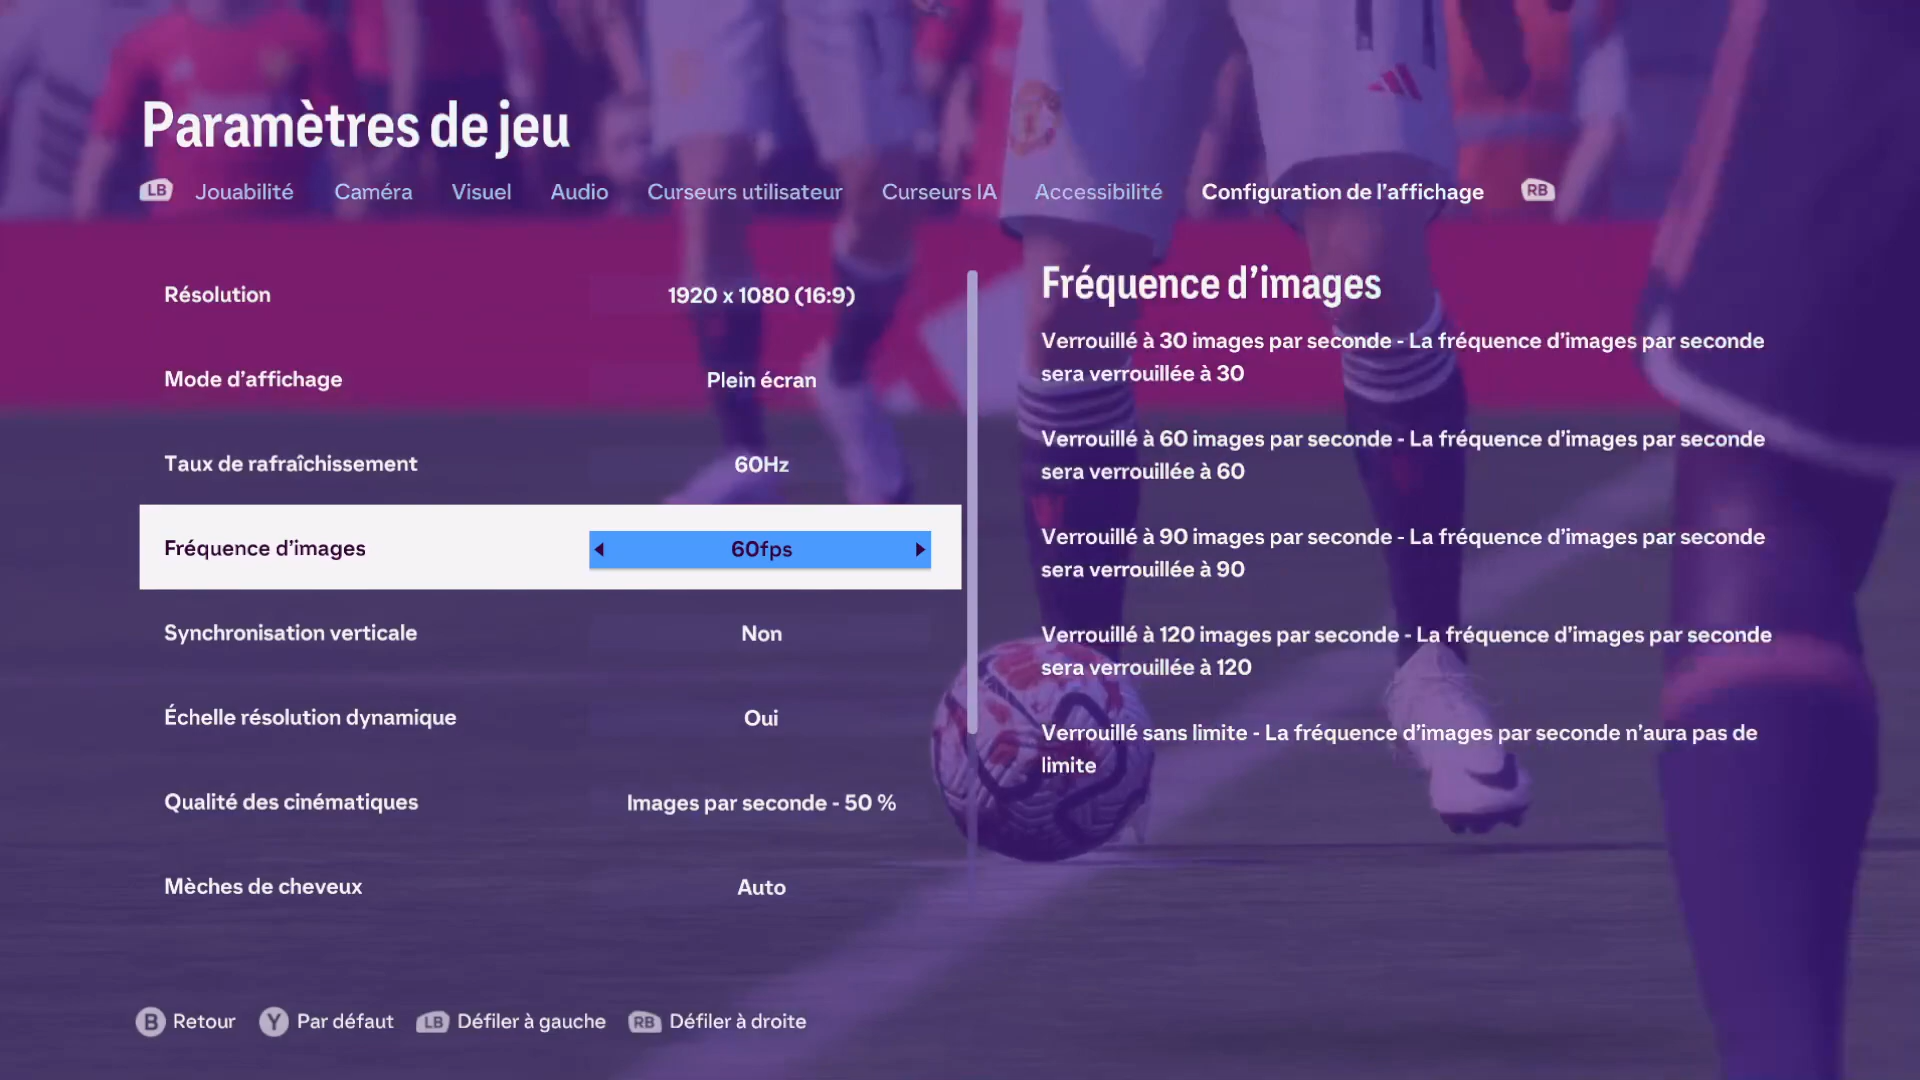 Paramètres de jeu
LB Jouabilité Caméra Visuel Audio Curseurs utilisateur Curseurs IA Accessibilité Configuration de l'affichage RB
Résolution 1920 x 1080 (16:9)
Mode d'affichage Plein écran
Taux de rafraîchissement 60Hz
Fréquence d'images 60fps
Synchronisation verticale Non
Échelle résolution dynamique Oui
Qualité des cinématiques Images par seconde - 50 %
Mèches de cheveux Auto
Fréquence d'images
Verrouillé à 30 images par seconde - La fréquence d'images par seconde
sera verrouillée à 30
Verrouillé à 60 images par seconde - La fréquence d'images par seconde
sera verrouillée à 60
Verrouillé à 90 images par seconde - La fréquence d'images par seconde
sera verrouillée à 90
Verrouillé à 120 images par seconde - La fréquence d'images par seconde
sera verrouillée à 120
Verrouillé sans limite - La fréquence d'images par seconde n'aura pas de
limite
B Retour Y Par défaut LB Défiler à gauche RB Défiler à droite